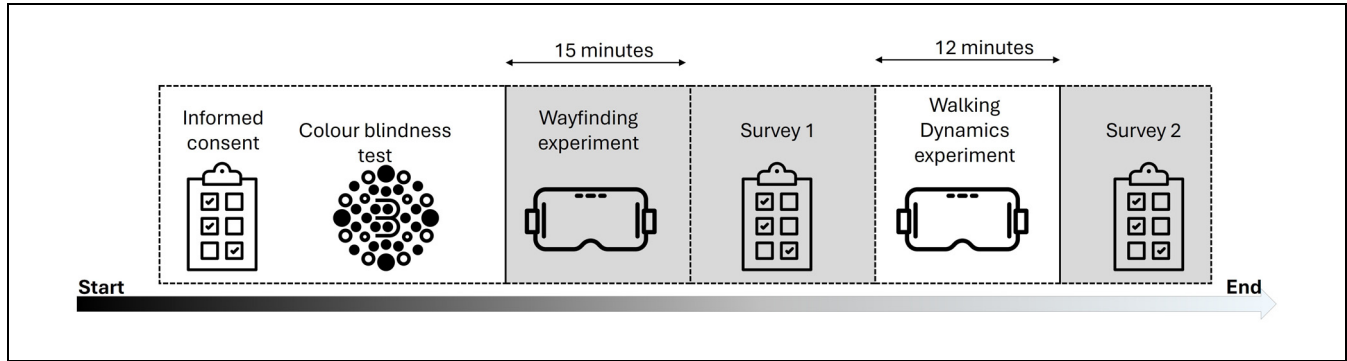 15 minutes
12 minutes
Informed
consent
Colour blindness
test
Wayfinding
experiment
Survey 1
Walking
Dynamics
experiment
Survey 2
Start
End